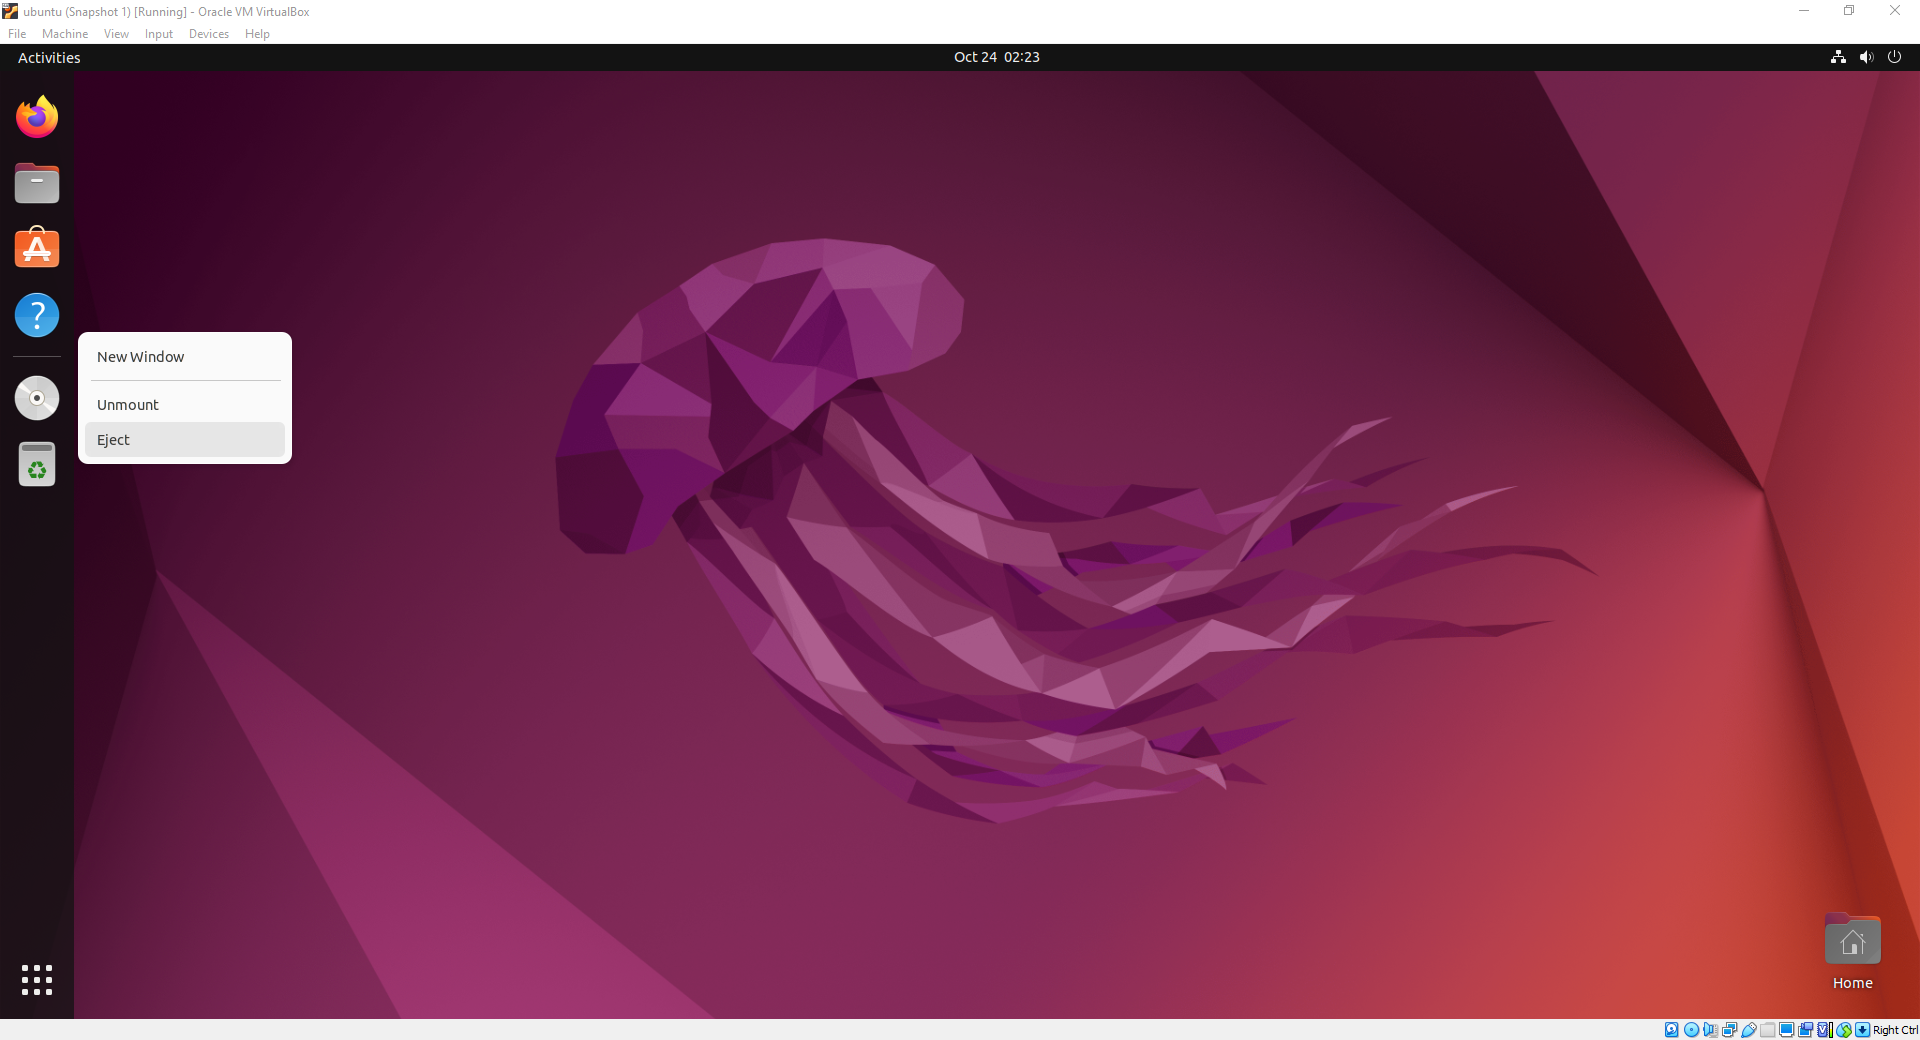 ubuntu (Snapshot 1) [Running] - Oracle VM VirtualBox
File Machine View Input Devices Help
Activities
Oct 24 02:23
New Window
Unmount
Eject
Home
Right Ctrl